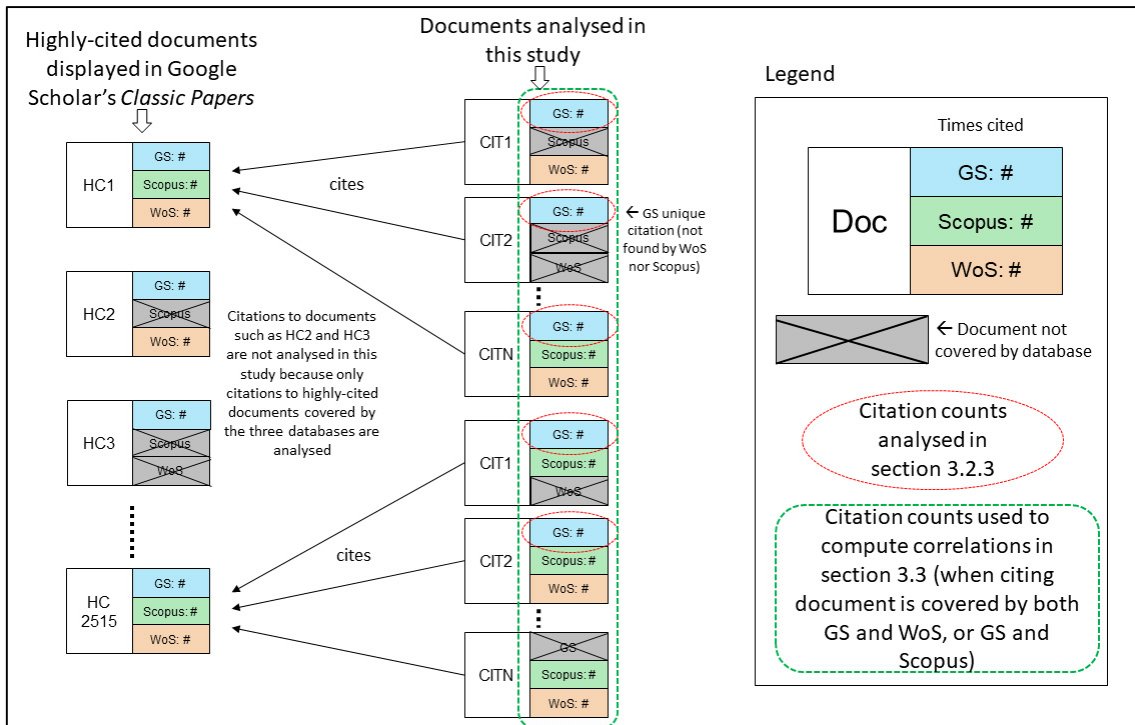 Highly-cited documents
displayed in Google
Scholar's Classic Papers
HC1
GS: #
Scopus: #
WoS: #
HC2
GS: #
Scopus
WoS: #
HC3
GS: #
Scopus
WoS
HC
2515
GS: #
Scopus: #
WoS: #
cites
Citations to documents
such as HC2 and HC3
are not analysed in this
study because only
citations to highly-cited
documents covered by
the three databases are
analysed
cites
Documents analysed in
this study
CIT1
GS: #
Scopus
WoS: #
CIT2
GS: #
Scopus
WoS
← GS unique
citation (not
found by WoS
nor Scopus)
CITN
GS: #
Scopus: #
WoS: #
CIT1
GS: #
Scopus: #
WoS
CIT2
GS: #
Scopus: #
WoS: #
CITN
GS
Scopus: #
WoS: #
Legend
Times cited
Doc
GS: #
Scopus: #
WoS: #
← Document not
covered by database
Citation counts
analysed in
section 3.2.3
Citation counts used to
compute correlations in
section 3.3 (when citing
document is covered by both
GS and WoS, or GS and
Scopus)